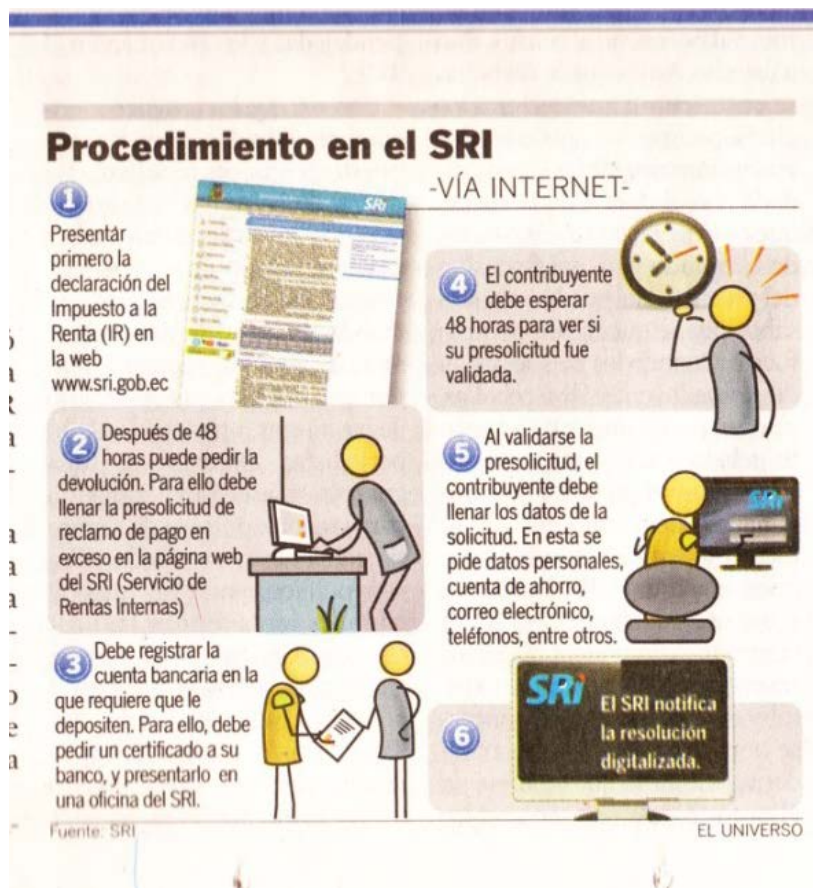 Procedimiento en el SRI
-VÍA INTERNET-
1
Presentar
primero la
declaración del
Impuesto a la
Renta (IR) en
la web
www.sri.gob.ec
SRi
2 Después de 48
horas puede pedir la
devolución. Para ello debe
llenar la presolicitud de
reclamo de pago en
exceso en la página web
del SRI (Servicio de
Rentas Internas)
3 Debe registrar la
cuenta bancaria en la
que requiere que le
depositen. Para ello, debe
pedir un certificado a su
banco, y presentarlo en
una oficina del SRI.
4 El contribuyente
debe esperar
48 horas para ver si
su presolicitud fue
validada.
5 Al validarse la
presolicitud, el
contribuyente debe
llenar los datos de la
solicitud. En esta se
pide datos personales,
cuenta de ahorro,
correo electrónico,
teléfonos, entre otros.
SRi
6
SRi
El SRI notifica
la resolución
digitalizada.
Fuente: SRI
EL UNIVERSO